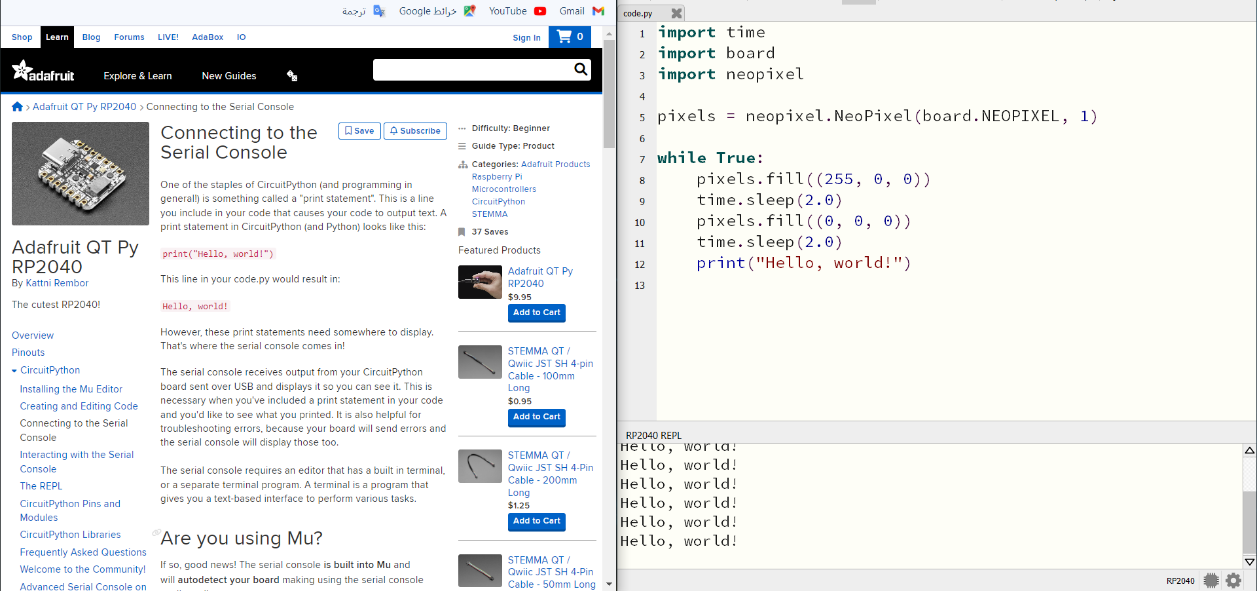 ترجمة
خرائط Google
YouTube
Gmail
Shop
Learn
Blog
Forums
LIVE!
AdaBox
IO
Sign In
0
adafruit
Explore & Learn
New Guides
Adafruit QT Py RP2040 › Connecting to the Serial Console
Adafruit QT Py
RP2040
By Kattni Rembor
The cutest RP2040!
Overview
Pinouts
CircuitPython
Installing the Mu Editor
Creating and Editing Code
Connecting to the Serial
Console
Interacting with the Serial
Console
The REPL
CircuitPython Pins and
Modules
CircuitPython Libraries
Frequently Asked Questions
Welcome to the Community!
Advanced Serial Console on
Connecting to the
Serial Console
Save
Subscribe
One of the staples of CircuitPython (and programming in
general!) is something called a "print statement". This is a line
you include in your code that causes your code to output text. A
print statement in CircuitPython (and Python) looks like this:
print("Hello, world!")
This line in your code.py would result in:
Hello, world!
However, these print statements need somewhere to display.
That's where the serial console comes in!
The serial console receives output from your CircuitPython
board sent over USB and displays it so you can see it. This is
necessary when you've included a print statement in your code
and you'd like to see what you printed. It is also helpful for
troubleshooting errors, because your board will send errors and
the serial console will display those too.
The serial console requires an editor that has a built in terminal,
or a separate terminal program. A terminal is a program that
gives you a text-based interface to perform various tasks.
Are you using Mu?
If so, good news! The serial console is built into Mu and
will autodetect your board making using the serial console
Difficulty: Beginner
Guide Type: Product
Categories: Adafruit Products
Raspberry Pi
Microcontrollers
CircuitPython
STEMMA
37 Saves
Featured Products
Adafruit QT Py
RP2040
$9.95
Add to Cart
STEMMA QT /
Qwiic JST SH 4-pin
Cable - 100mm
Long
$0.95
Add to Cart
STEMMA QT /
Qwiic JST SH 4-Pin
Cable - 200mm
Long
$1.25
Add to Cart
STEMMA QT /
Qwiic JST SH 4-Pin
Cable - 50mm Long
code.py
1 import time
2 import board
3 import neopixel
4
5 pixels = neopixel.NeoPixel(board.NEOPIXEL, 1)
6
7 while True:
8 pixels.fill((255, 0, 0))
9 time.sleep(2.0)
10 pixels.fill((0, 0, 0))
11 time.sleep(2.0)
12 print("Hello, world!")
13
RP2040 REPL
Hello, world!
Hello, world!
Hello, world!
Hello, world!
Hello, world!
Hello, world!
RP2040